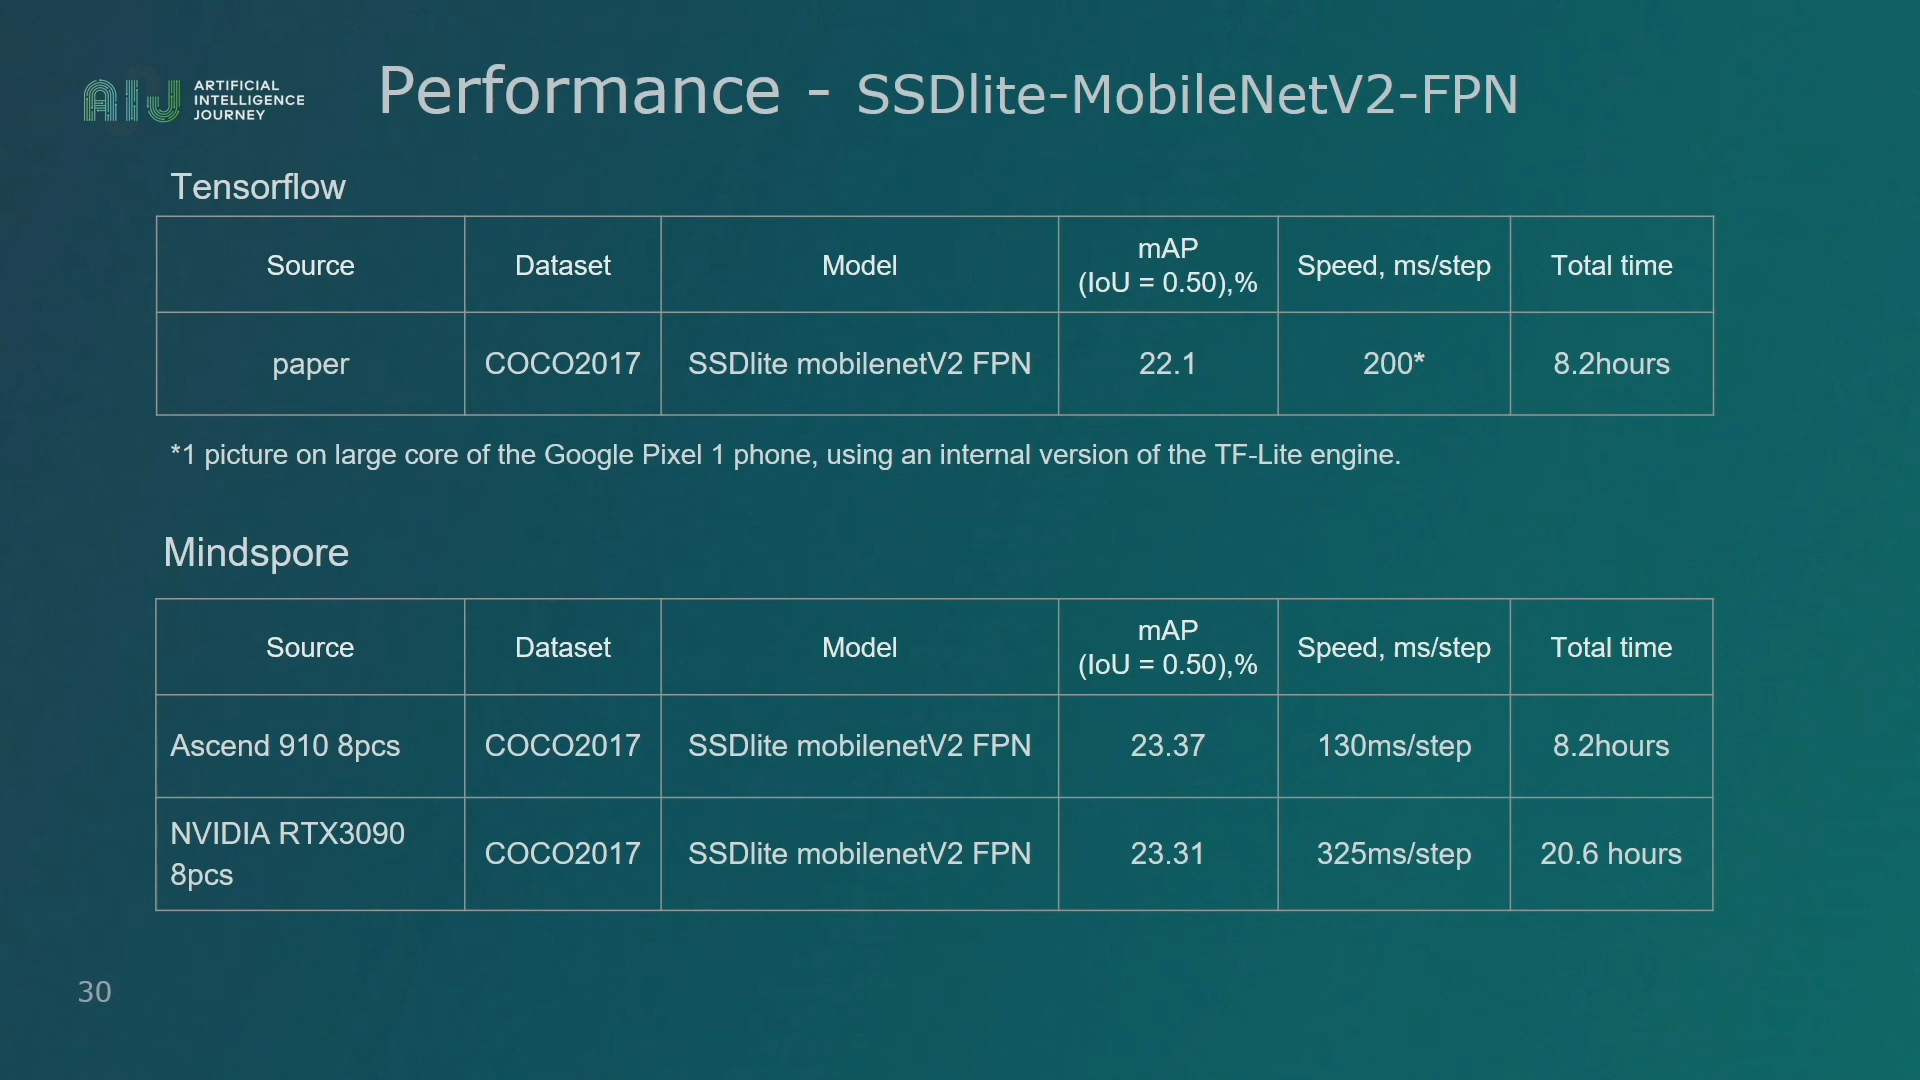 AIJ ARTIFICIAL
INTELLIGENCE
JOURNEY
Performance - SSDlite-MobileNetV2-FPN
Tensorflow
Source Dataset Model mAP (IoU = 0.50),% Speed, ms/step Total time
paper COCO2017 SSDlite mobilenetV2 FPN 22.1 200* 8.2hours
*1 picture on large core of the Google Pixel 1 phone, using an internal version of the TF-Lite engine.
Mindspore
Source Dataset Model mAP (IoU = 0.50),% Speed, ms/step Total time
Ascend 910 8pcs COCO2017 SSDlite mobilenetV2 FPN 23.37 130ms/step 8.2hours
NVIDIA RTX3090 8pcs COCO2017 SSDlite mobilenetV2 FPN 23.31 325ms/step 20.6 hours
30